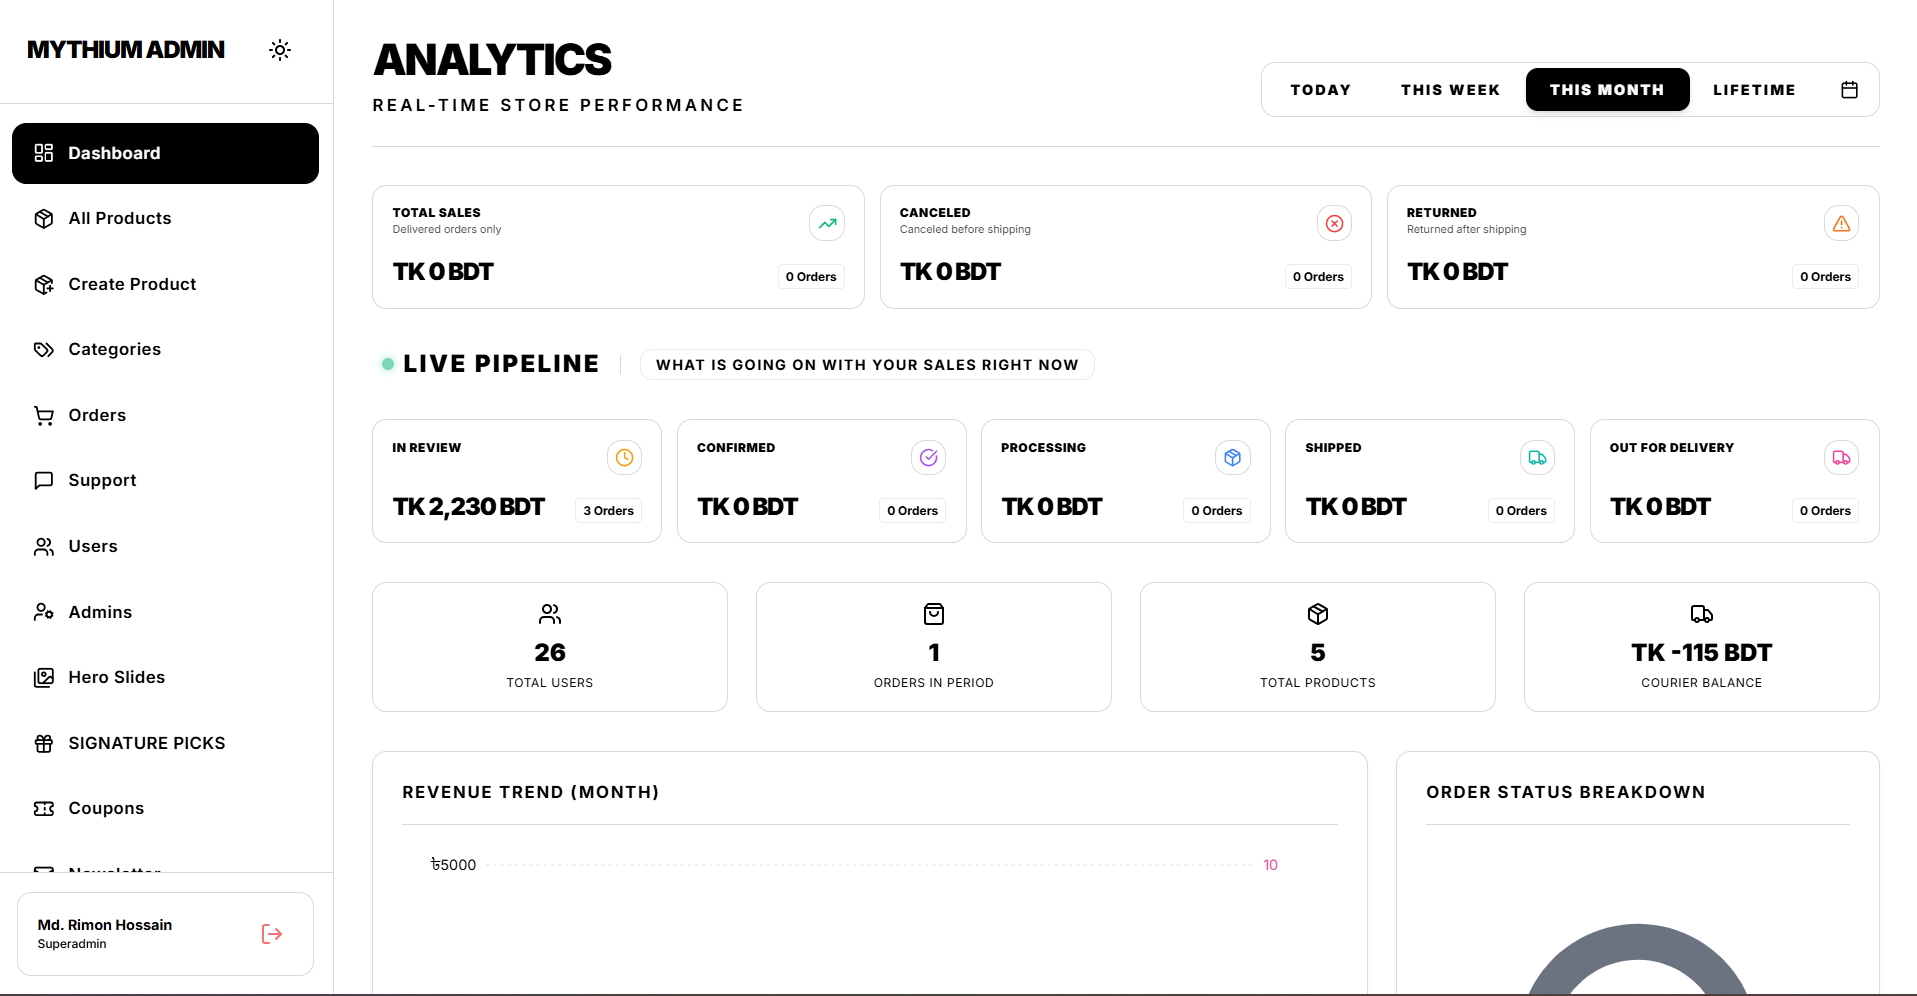 MYTHIUM ADMIN
Dashboard
All Products
Create Product
Categories
Orders
Support
Users
Admins
Hero Slides
SIGNATURE PICKS
Coupons
Newsletter
Md. Rimon Hossain
Superadmin
ANALYTICS
REAL-TIME STORE PERFORMANCE
TODAY THIS WEEK THIS MONTH LIFETIME
TOTAL SALES
Delivered orders only
TK 0 BDT
0 Orders
CANCELED
Canceled before shipping
TK 0 BDT
0 Orders
RETURNED
Returned after shipping
TK 0 BDT
0 Orders
LIVE PIPELINE
WHAT IS GOING ON WITH YOUR SALES RIGHT NOW
IN REVIEW
TK 2,230 BDT
3 Orders
CONFIRMED
TK 0 BDT
0 Orders
PROCESSING
TK 0 BDT
0 Orders
SHIPPED
TK 0 BDT
0 Orders
OUT FOR DELIVERY
TK 0 BDT
0 Orders
26
TOTAL USERS
1
ORDERS IN PERIOD
5
TOTAL PRODUCTS
TK -115 BDT
COURIER BALANCE
REVENUE TREND (MONTH)
৳5000
10
ORDER STATUS BREAKDOWN